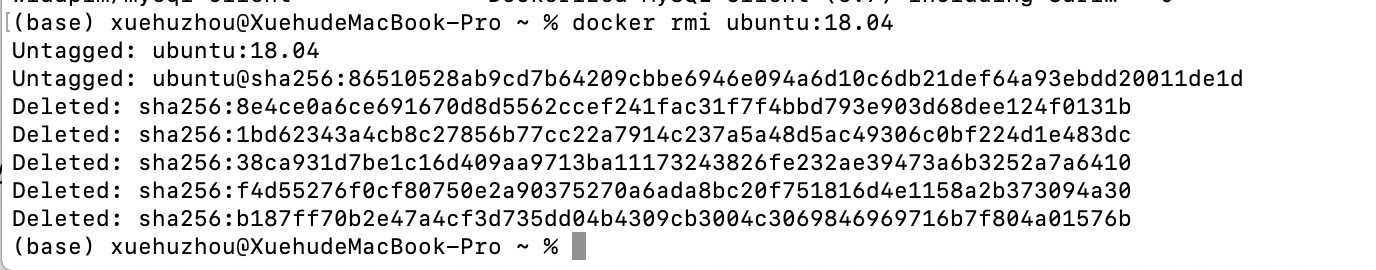 (base) xuehuzhou@XuehudeMacBook-Pro ~ % docker rmi ubuntu:18.04
Untagged: ubuntu:18.04
Untagged: ubuntu@sha256:86510528ab9cd7b64209cbbe6946e094a6d10c6db21def64a93ebdd20011de1d
Deleted: sha256:8e4ce0a6ce691670d8d5562ccef241fac31f7f4bbd793e903d68dee124f0131b
Deleted: sha256:1bd62343a4cb8c27856b77cc22a7914c237a5a48d5ac49306c0bf224d1e483dc
Deleted: sha256:38ca931d7be1c16d409aa9713ba11173243826fe232ae39473a6b3252a7a6410
Deleted: sha256:f4d55276f0cf80750e2a90375270a6ada8bc20f751816d4e1158a2b373094a30
Deleted: sha256:b187ff70b2e47a4cf3d735dd04b4309cb3004c3069846969716b7f804a01576b
(base) xuehuzhou@XuehudeMacBook-Pro ~ %